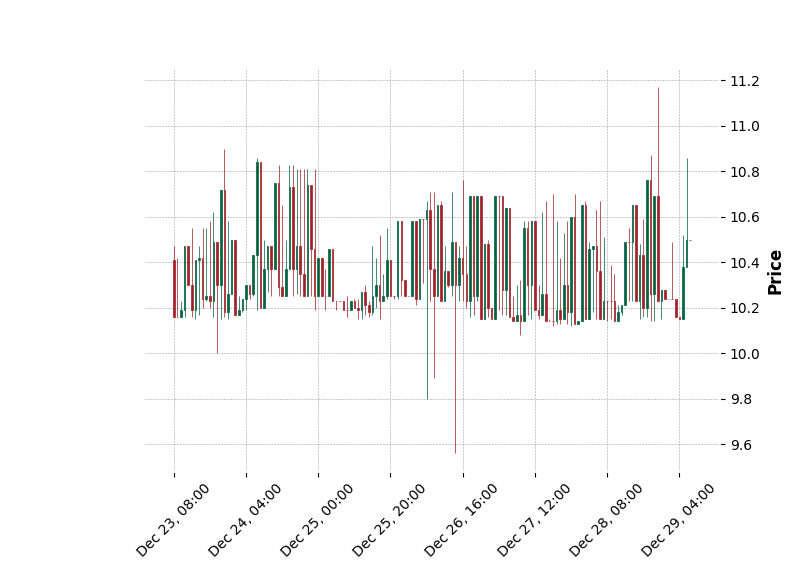 11.2
11.0
10.8
10.6
10.4
10.2
10.0
9.8
9.6
Price
Dec 23, 08:00
Dec 24, 04:00
Dec 25, 00:00
Dec 25, 20:00
Dec 26, 16:00
Dec 27, 12:00
Dec 28, 08:00
Dec 29, 04:00